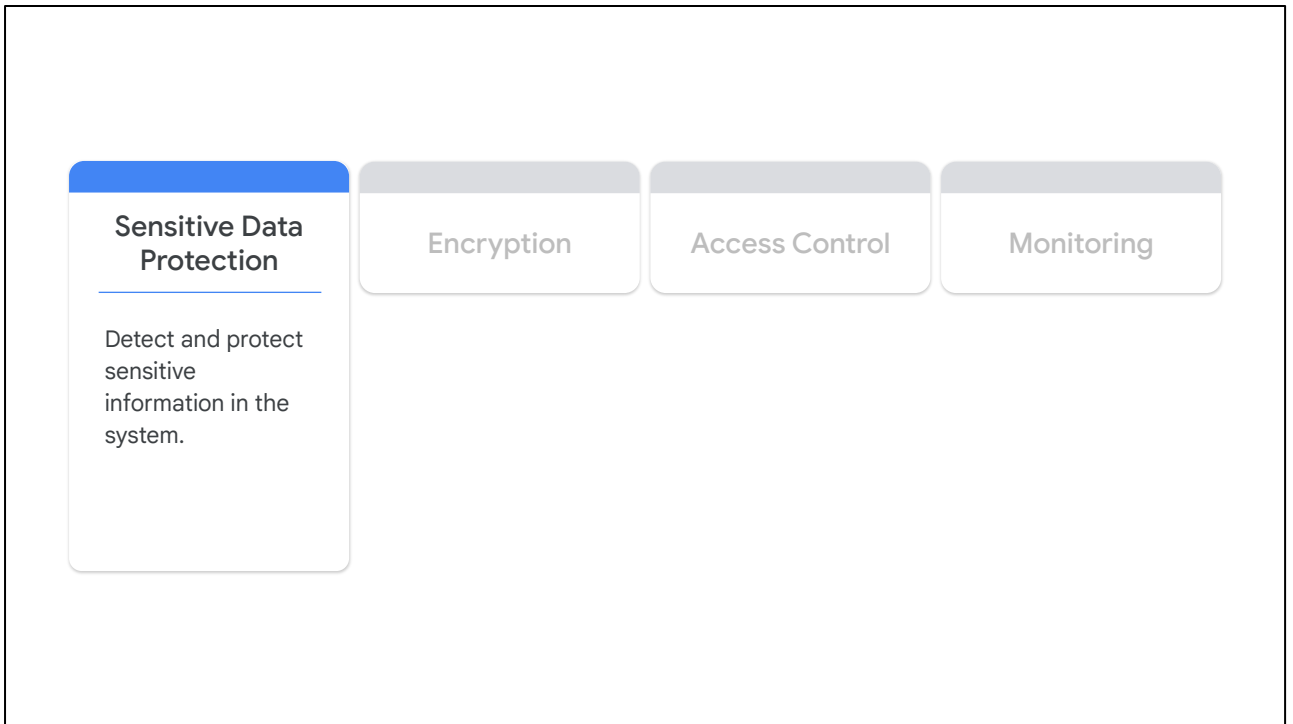 Sensitive Data
Protection
Detect and protect
sensitive
information in the
system.
Encryption
Access Control
Monitoring